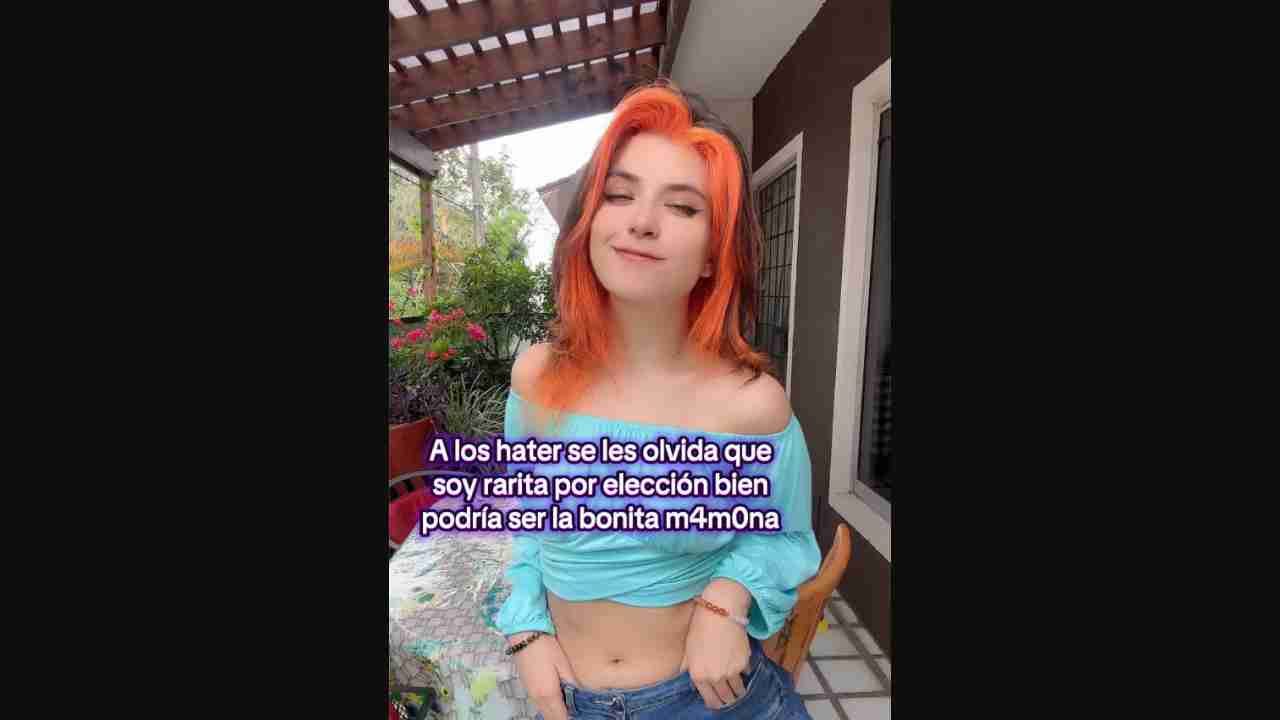 A los hater se les olvida que
soy rarita por elección bien
podría ser la bonita m4m0na